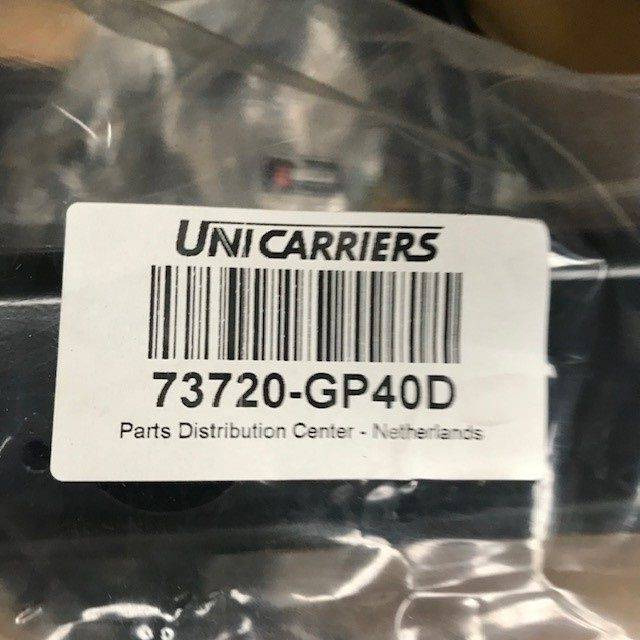 UNICARRIERS
73720-GP40D
Parts Distribution Center - Netherlands